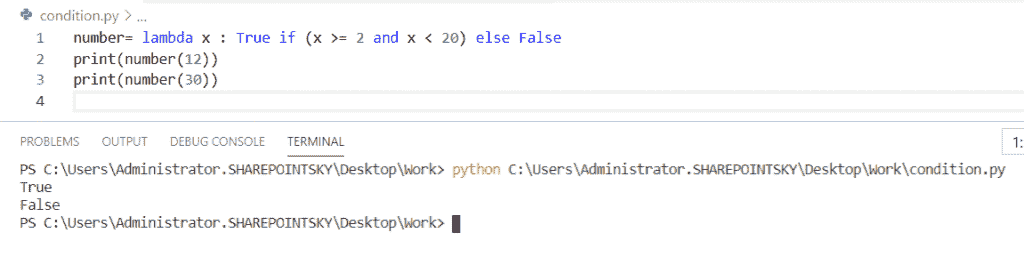 condition.py > ...
1 number= lambda x : True if (x >= 2 and x < 20) else False
2 print(number(12))
3 print(number(30))
4
PROBLEMS OUTPUT DEBUG CONSOLE TERMINAL 1:
PS C:\Users\Administrator.SHAREPOINTSKY\Desktop\Work> python C:\Users\Administrator.SHAREPOINTSKY\Desktop\Work\condition.py
True
False
PS C:\Users\Administrator.SHAREPOINTSKY\Desktop\Work>